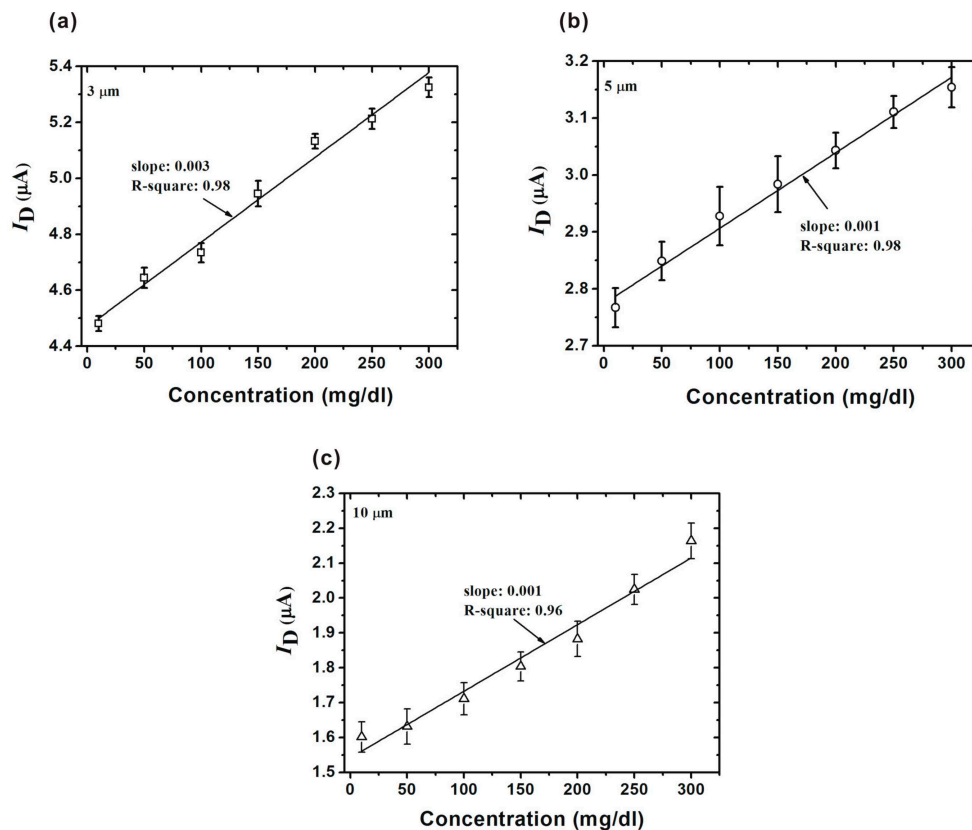 (a)
5.4
5.2
5.0
4.8
4.6
4.4
3 μm
slope: 0.003
R-square: 0.98
I_D (μA)
0 50 100 150 200 250 300
Concentration (mg/dl)
(b)
3.2
3.1
3.0
2.9
2.8
2.7
5 μm
slope: 0.001
R-square: 0.98
I_D (μA)
0 50 100 150 200 250 300
Concentration (mg/dl)
(c)
2.3
2.2
2.1
2.0
1.9
1.8
1.7
1.6
1.5
10 μm
slope: 0.001
R-square: 0.96
I_D (μA)
0 50 100 150 200 250 300
Concentration (mg/dl)